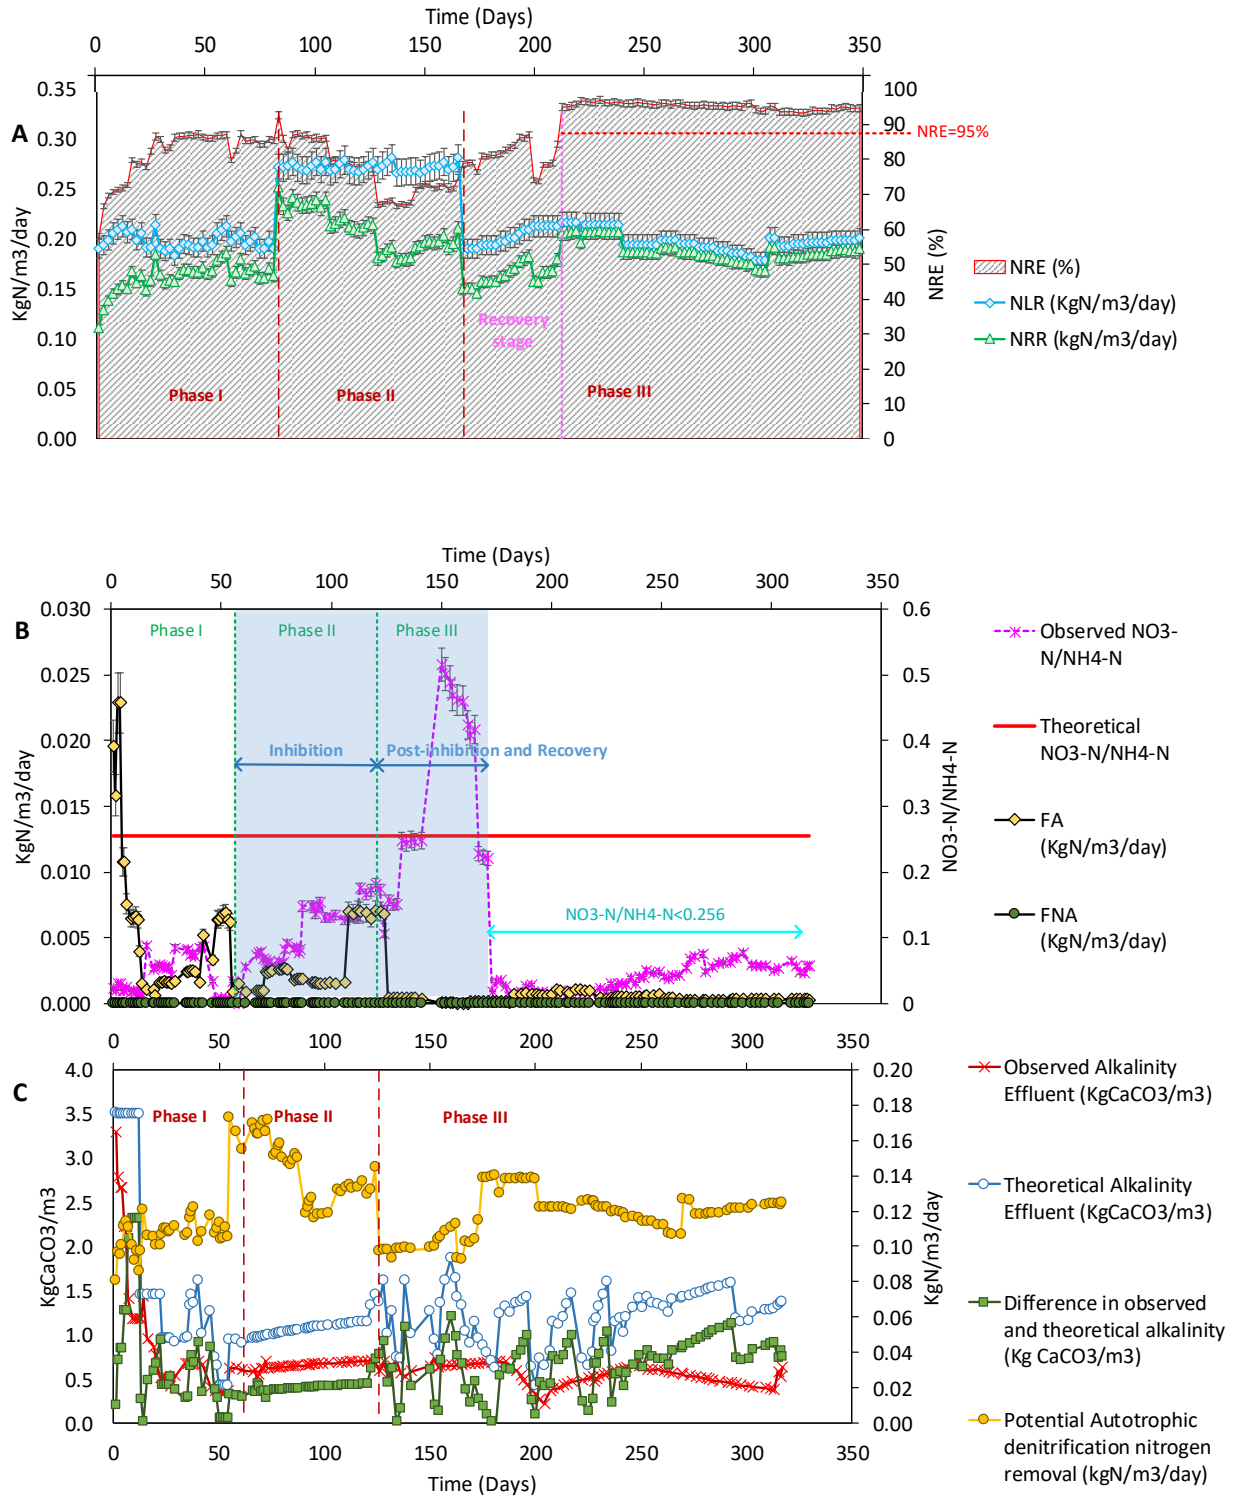 Time (Days)
0 50 100 150 200 250 300 350
A
0.35
0.30
0.25
0.20
0.15
0.10
0.05
0.00
KgN/m3/day
100
90
80
70
60
50
40
30
20
10
0
NRE (%)
NRE=95%
Recovery
stage
Phase I
Phase II
Phase III
NRE (%)
NLR (KgN/m3/day)
NRR (kgN/m3/day)
Time (Days)
0 50 100 150 200 250 300 350
B
0.030
0.025
0.020
0.015
0.010
0.005
0.000
KgN/m3/day
0.6
0.5
0.4
0.3
0.2
0.1
0
NO3-N/NH4-N
Phase I
Phase II
Phase III
Inhibition
Post-inhibition and Recovery
NO3-N/NH4-N<0.256
Observed NO3-
N/NH4-N
Theoretical
NO3-N/NH4-N
FA
(KgN/m3/day)
FNA
(KgN/m3/day)
0 50 100 150 200 250 300 350
C
4.0
3.5
3.0
2.5
2.0
1.5
1.0
0.5
0.0
KgCaCO3/m3
0.20
0.18
0.16
0.14
0.12
0.10
0.08
0.06
0.04
0.02
0.00
KgN/m3/day
Phase I
Phase II
Phase III
0 50 100 150 200 250 300 350
Time (Days)
Observed Alkalinity
Effluent (KgCaCO3/m3)
Theoretical Alkalinity
Effluent (KgCaCO3/m3)
Difference in observed
and theoretical alkalinity
(Kg CaCO3/m3)
Potential Autotrophic
denitrification nitrogen
removal (kgN/m3/day)